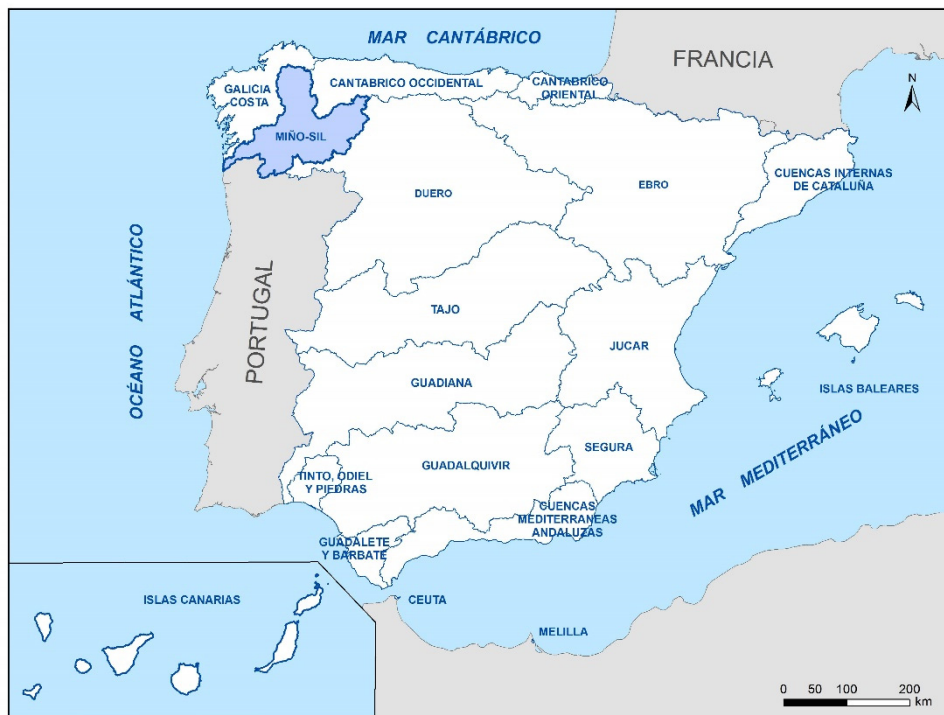 MAR CANTÁBRICO
FRANCIA
N
GALICIA
COSTA
CANTABRICO OCCIDENTAL
CANTABRICO
ORIENTAL
MIÑO-SIL
CUENCAS INTERNAS
DE CATALUÑA
DUERO
EBRO
OCÉANO ATLÁNTICO
PORTUGAL
TAJO
JUCAR
GUADIANA
ISLAS BALEARES
SEGURA
GUADALQUIVIR
MAR MEDITERRÁNEO
TINTO, ODIEL
Y PIEDRAS
CUENCAS
MEDITERRANEAS
ANDALUZAS
GUADALETE
Y BARBATE
ISLAS CANARIAS
CEUTA
MELILLA
0 50 100 200
km